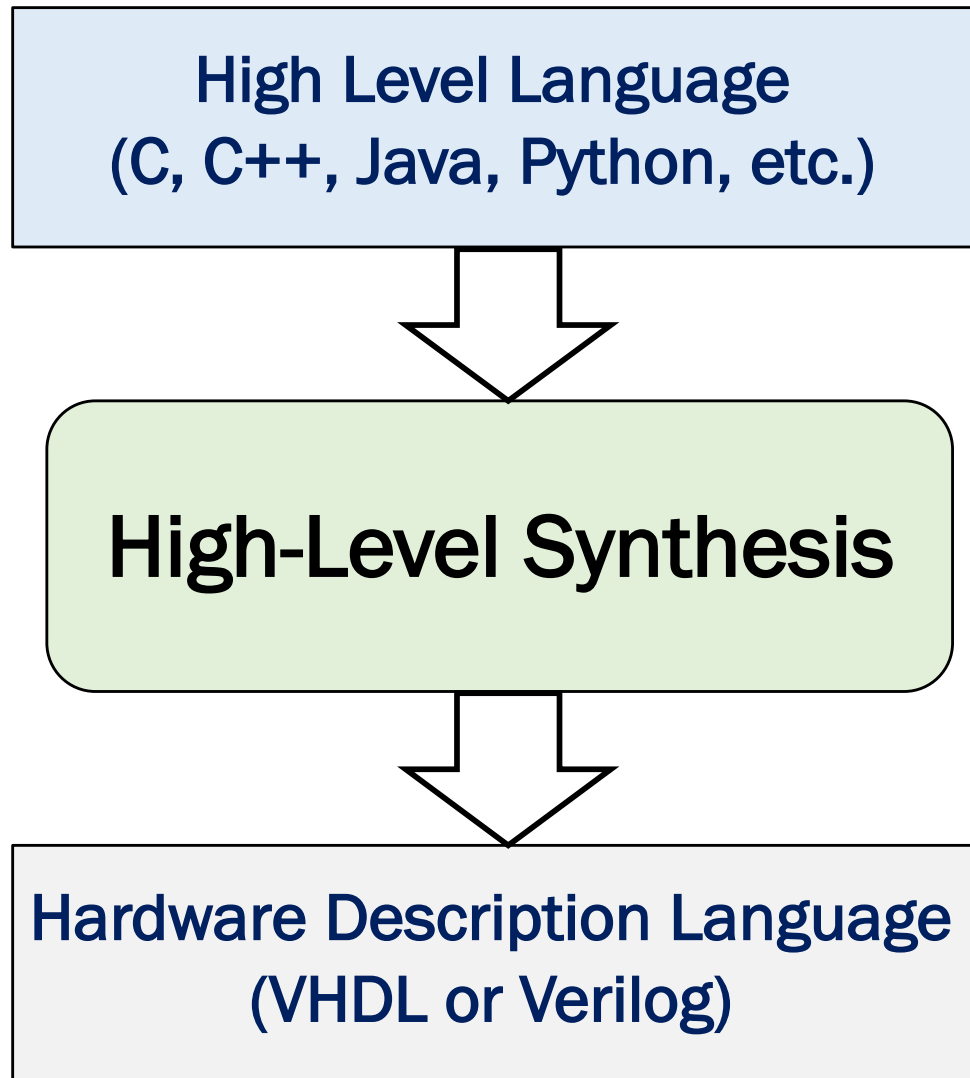 High Level Language
(C, C++, Java, Python, etc.)
High-Level Synthesis
Hardware Description Language
(VHDL or Verilog)